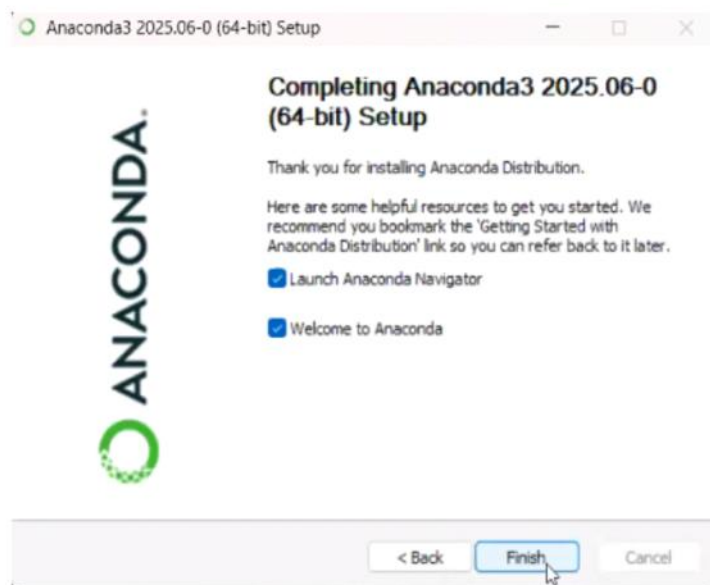 Anaconda3 2025.06-0 (64-bit) Setup
ANACONDA.
Completing Anaconda3 2025.06-0
(64-bit) Setup
Thank you for installing Anaconda Distribution.
Here are some helpful resources to get you started. We
recommend you bookmark the 'Getting Started with
Anaconda Distribution' link so you can refer back to it later.
Launch Anaconda Navigator
Welcome to Anaconda
< Back
Finish
Cancel